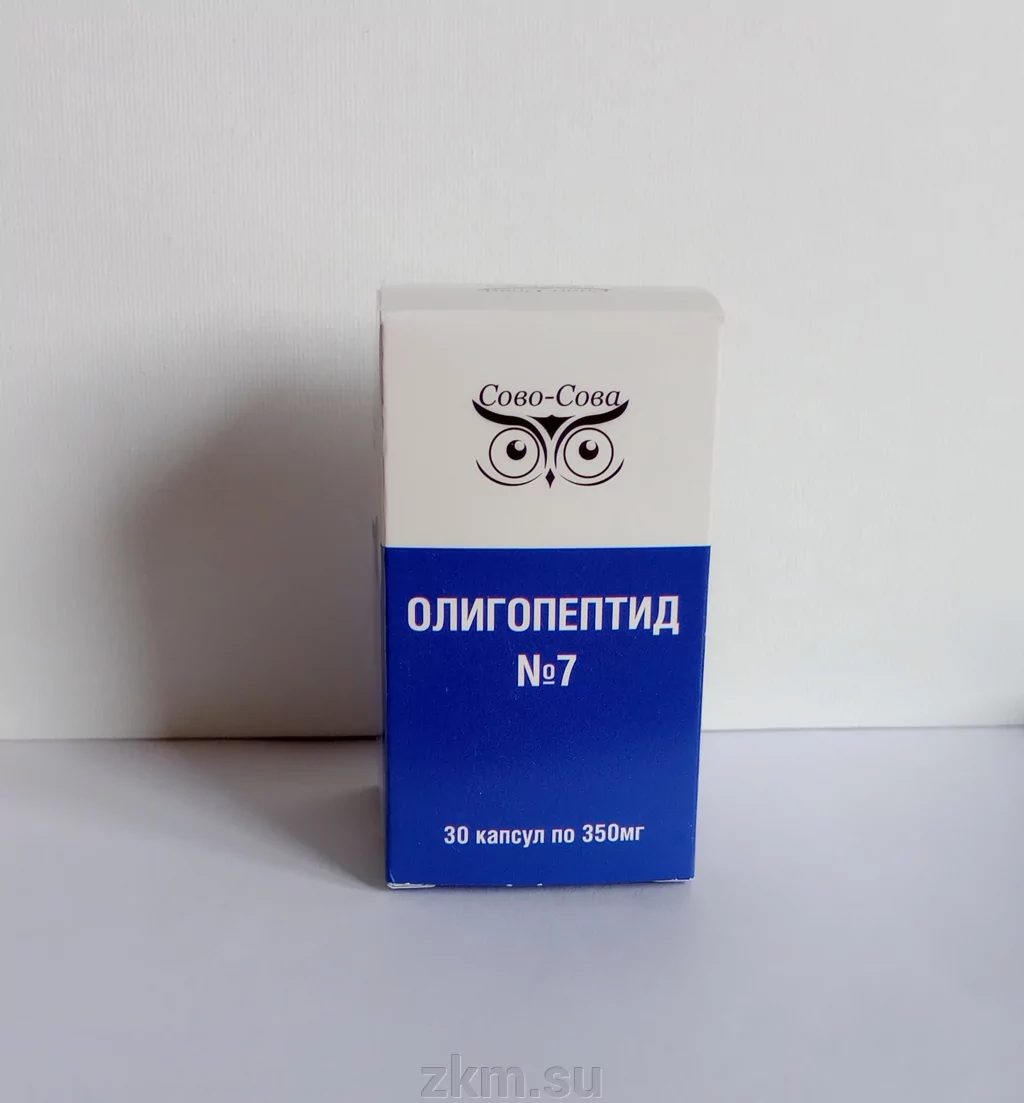 Сово-Сова
ОЛИГОПЕПТИД
№7
30 капсул по 350мг
zkm.su